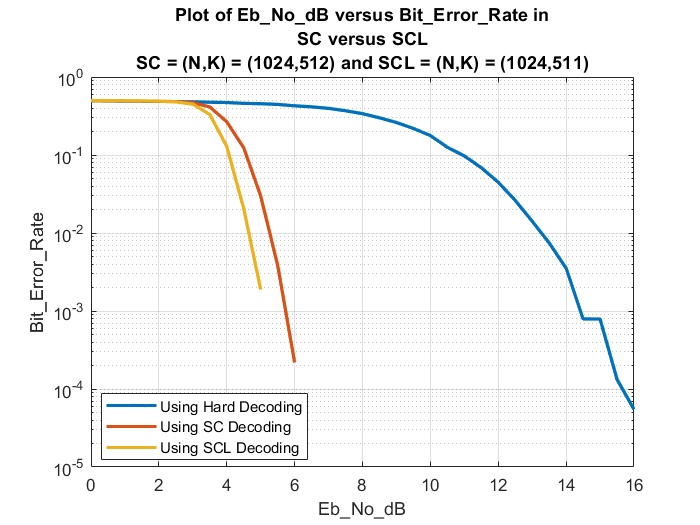 Plot of Eb_No_dB versus Bit_Error_Rate in
SC versus SCL
SC = (N,K) = (1024,512) and SCL = (N,K) = (1024,511)
10^0
10^-1
10^-2
10^-3
10^-4
10^-5
Bit_Error_Rate
Using Hard Decoding
Using SC Decoding
Using SCL Decoding
0 2 4 6 8 10 12 14 16
Eb_No_dB